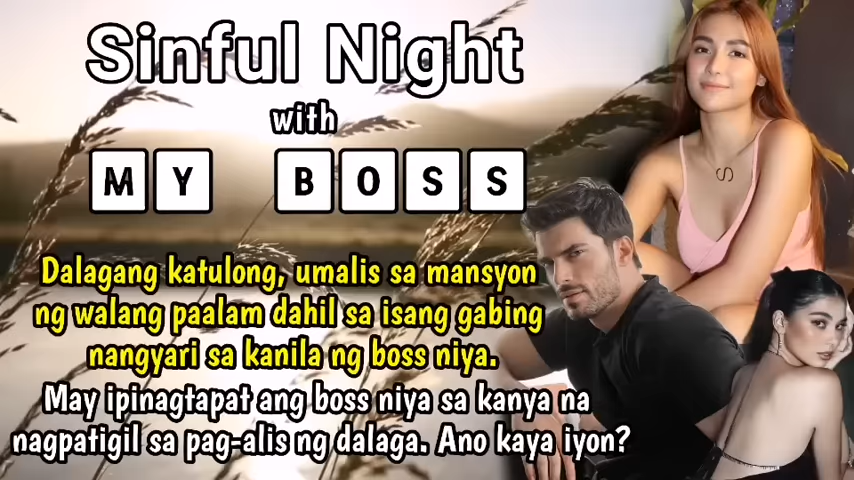 Sinful Night
with
MY BOSS
Dalagang katulong, umalis sa mansyon
ng walang paalam dahil sa isang gabing
nangyari sa kanila ng boss niya.
May ipinagtapat ang boss niya sa kanya na
nagpatigil sa pag-alis ng dalaga. Ano kaya iyon?